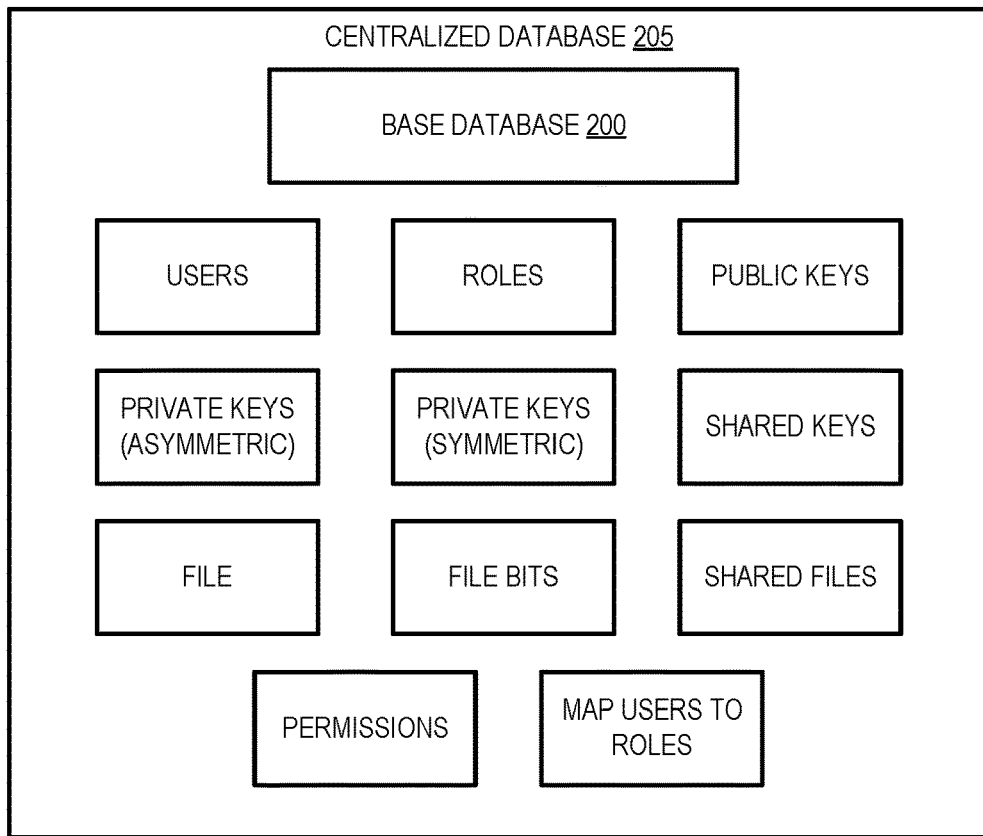 CENTRALIZED DATABASE 205
BASE DATABASE 200
USERS
ROLES
PUBLIC KEYS
PRIVATE KEYS
(ASYMMETRIC)
PRIVATE KEYS
(SYMMETRIC)
SHARED KEYS
FILE
FILE BITS
SHARED FILES
PERMISSIONS
MAP USERS TO
ROLES